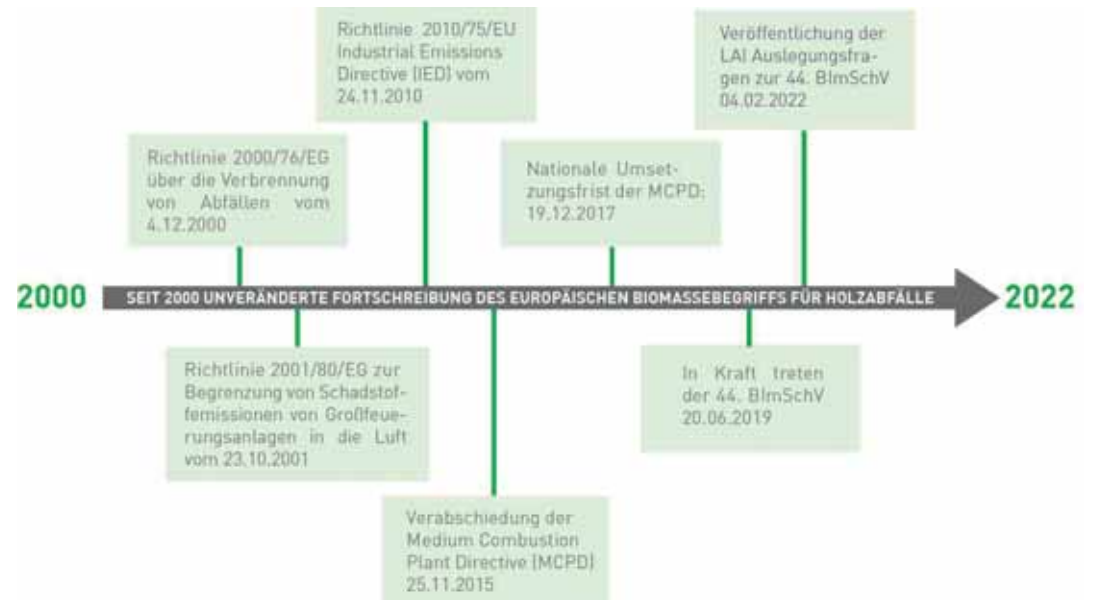 Richtlinie 2010/75/EU
Industrial Emissions
Directive (IED) vom
24.11.2010
Veröffentlichung der
LAI Auslegungsfra-
gen zur 44. BImSchV
04.02.2022
Richtlinie 2000/76/EG
über die Verbrennung
von Abfällen vom
4.12.2000
Nationale Umset-
zungsfrist der MCPD:
19.12.2017
2000
SEIT 2000 UNVERÄNDERTE FORTSCHREIBUNG DES EUROPÄISCHEN BIOMASSEBEGRIFFS FÜR HOLZABFÄLLE
2022
Richtlinie 2001/80/EG zur
Begrenzung von Schadstof-
femissionen von Großfeue-
rungsanlagen in die Luft
vom 23.10.2001
In Kraft treten
der 44. BImSchV
20.06.2019
Verabschiedung der
Medium Combustion
Plant Directive (MCPD)
25.11.2015